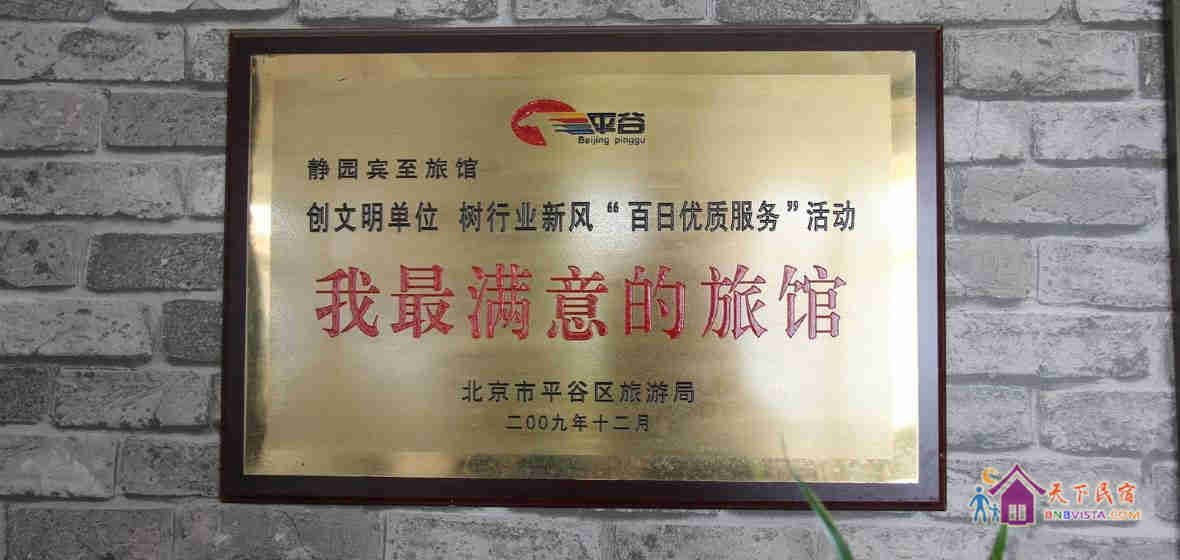 平谷
Beijing pinggu
静园宾至旅馆
创文明单位 树行业新风“百日优质服务”活动
我最满意的旅馆
北京市平谷区旅游局
二00九年十二月
天下民宿
BNBVISTA.COM